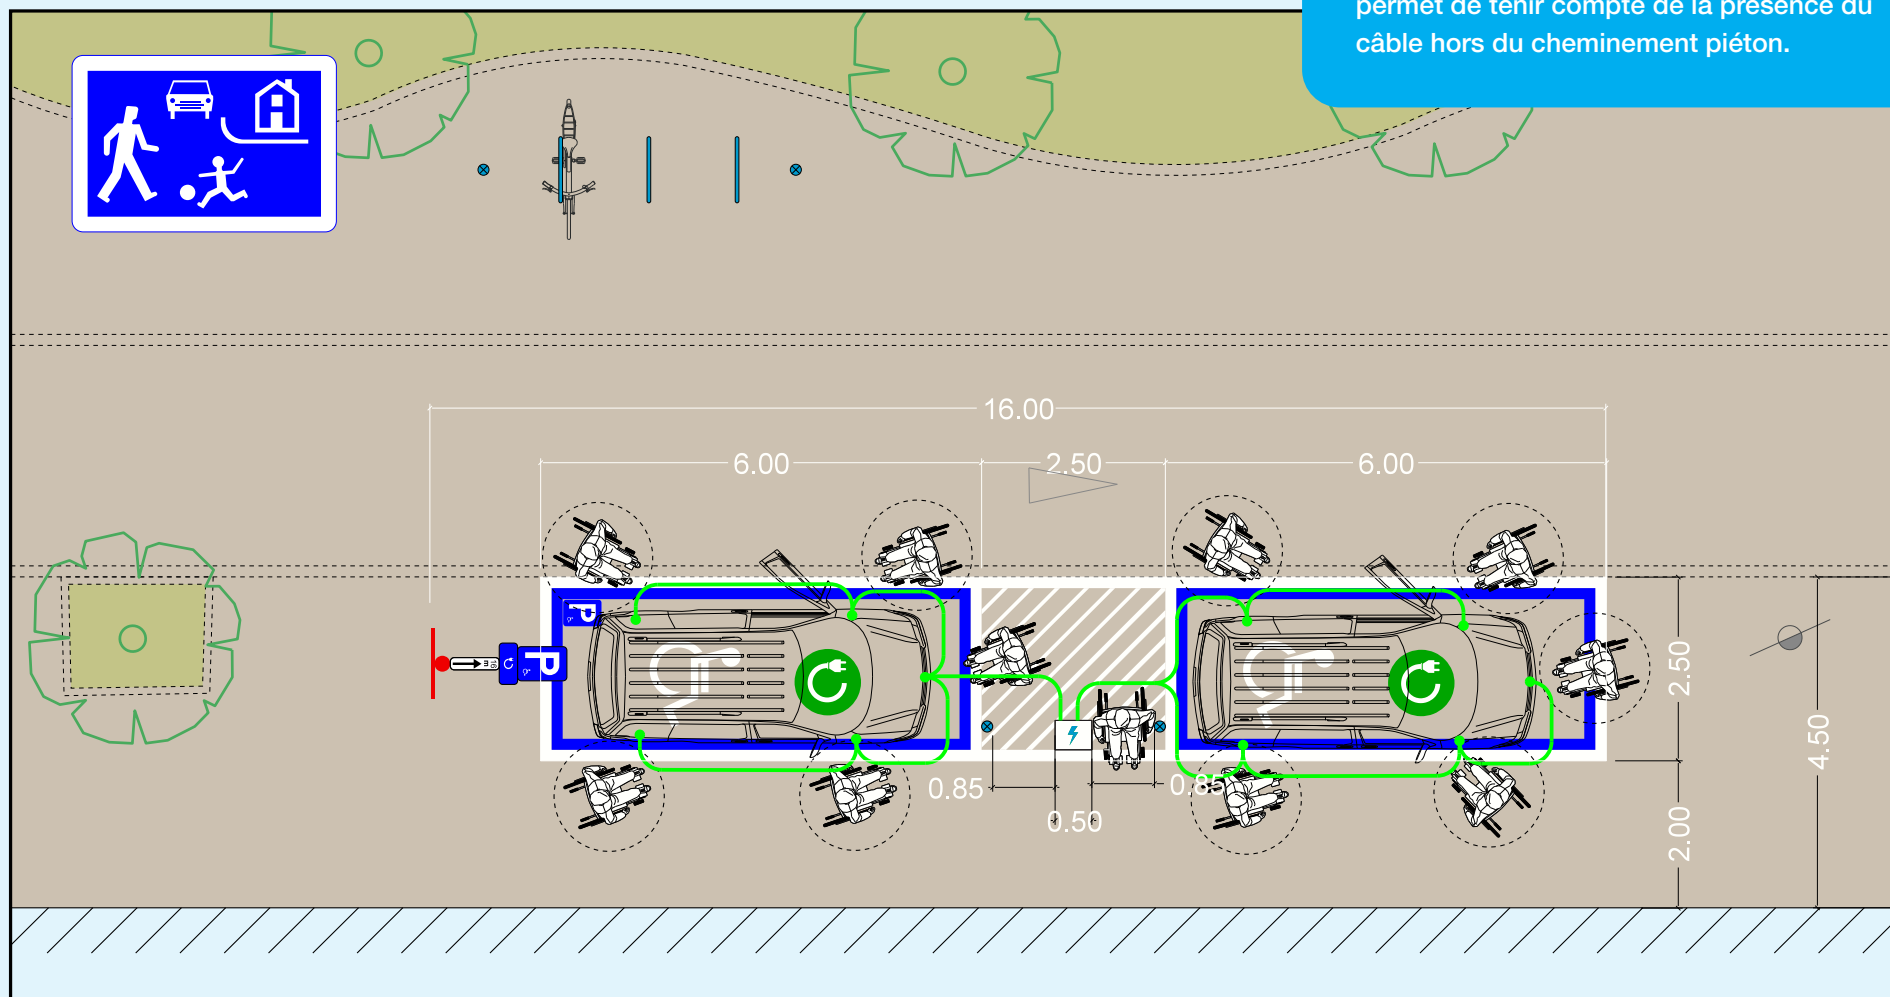 permet de tenir compte de la présence du
câble hors du cheminement piéton.
16.00
6.00
2.50
6.00
P
P
16 m
2.50
4.50
0.85
0.85
0.50
2.00